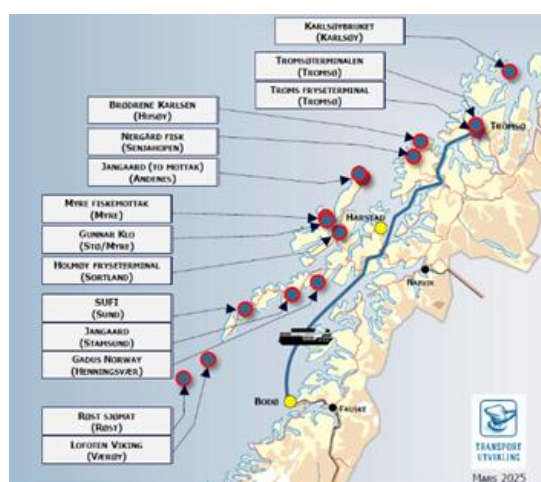 KARLSØYBRUKET
(KARLSØY)
TROMSØTERMINALEN
(TROMSØ)
TROMS FRYSETERMINAL
(TROMSØ)
BRØDRENE KARLSEN
(HUSØY)
NERGÅRD FISK
(SENJAHOPEN)
JANGAARD (TO MOTTAK)
(ANDENES)
MYRE FISKEMOTTAK
(MYRE)
GUNNAR KLO
(STØ/MYRE)
HOLMØY FRYSETERMINAL
(SORTLAND)
SUFI
(SUND)
JANGAARD
(STAMSUND)
GADUS NORWAY
(HENNINGSVÆR)
RØST SJØMAT
(RØST)
LOFOTEN VIKING
(VÆRØY)
TROMSØ
HARSTAD
NARVIK
BODØ
FAUSKE
TRANSPORT
UTVIKLING
MARS 2025